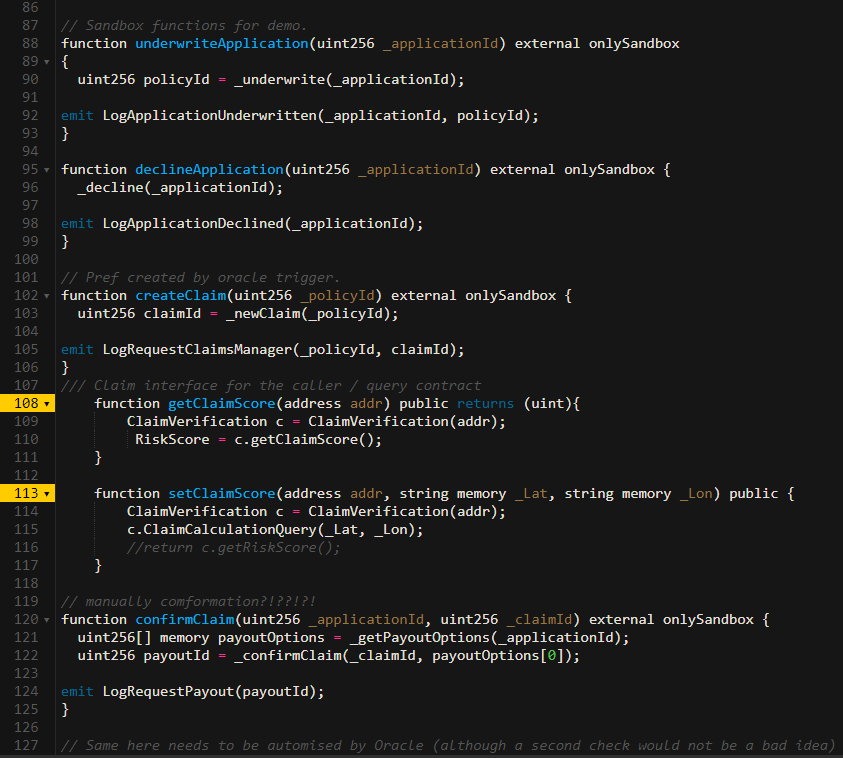 86
87 // Sandbox functions for demo.
88 function underwriteApplication(uint256 _applicationId) external onlySandbox
89 {
90 uint256 policyId = _underwrite(_applicationId);
91
92 emit LogApplicationUnderwritten(_applicationId, policyId);
93 }
94
95 function declineApplication(uint256 _applicationId) external onlySandbox {
96 _decline(_applicationId);
97
98 emit LogApplicationDeclined(_applicationId);
99 }
100
101 // Pref created by oracle trigger.
102 function createClaim(uint256 _policyId) external onlySandbox {
103 uint256 claimId = _newClaim(_policyId);
104
105 emit LogRequestClaimsManager(_policyId, claimId);
106 }
107 /// Claim interface for the caller / query contract
108 function getClaimScore(address addr) public returns (uint){
109 ClaimVerification c = ClaimVerification(addr);
110 RiskScore = c.getClaimScore();
111 }
112
113 function setClaimScore(address addr, string memory _Lat, string memory _Lon) public {
114 ClaimVerification c = ClaimVerification(addr);
115 c.ClaimCalculationQuery(_Lat, _Lon);
116 //return c.getRiskScore();
117 }
118
119 // manually comformation?!??!?!
120 function confirmClaim(uint256 _applicationId, uint256 _claimId) external onlySandbox {
121 uint256[] memory payoutOptions = _getPayoutOptions(_applicationId);
122 uint256 payoutId = _confirmClaim(_claimId, payoutOptions[0]);
123
124 emit LogRequestPayout(payoutId);
125 }
126
127 // Same here needs to be automised by Oracle (although a second check would not be a bad idea)